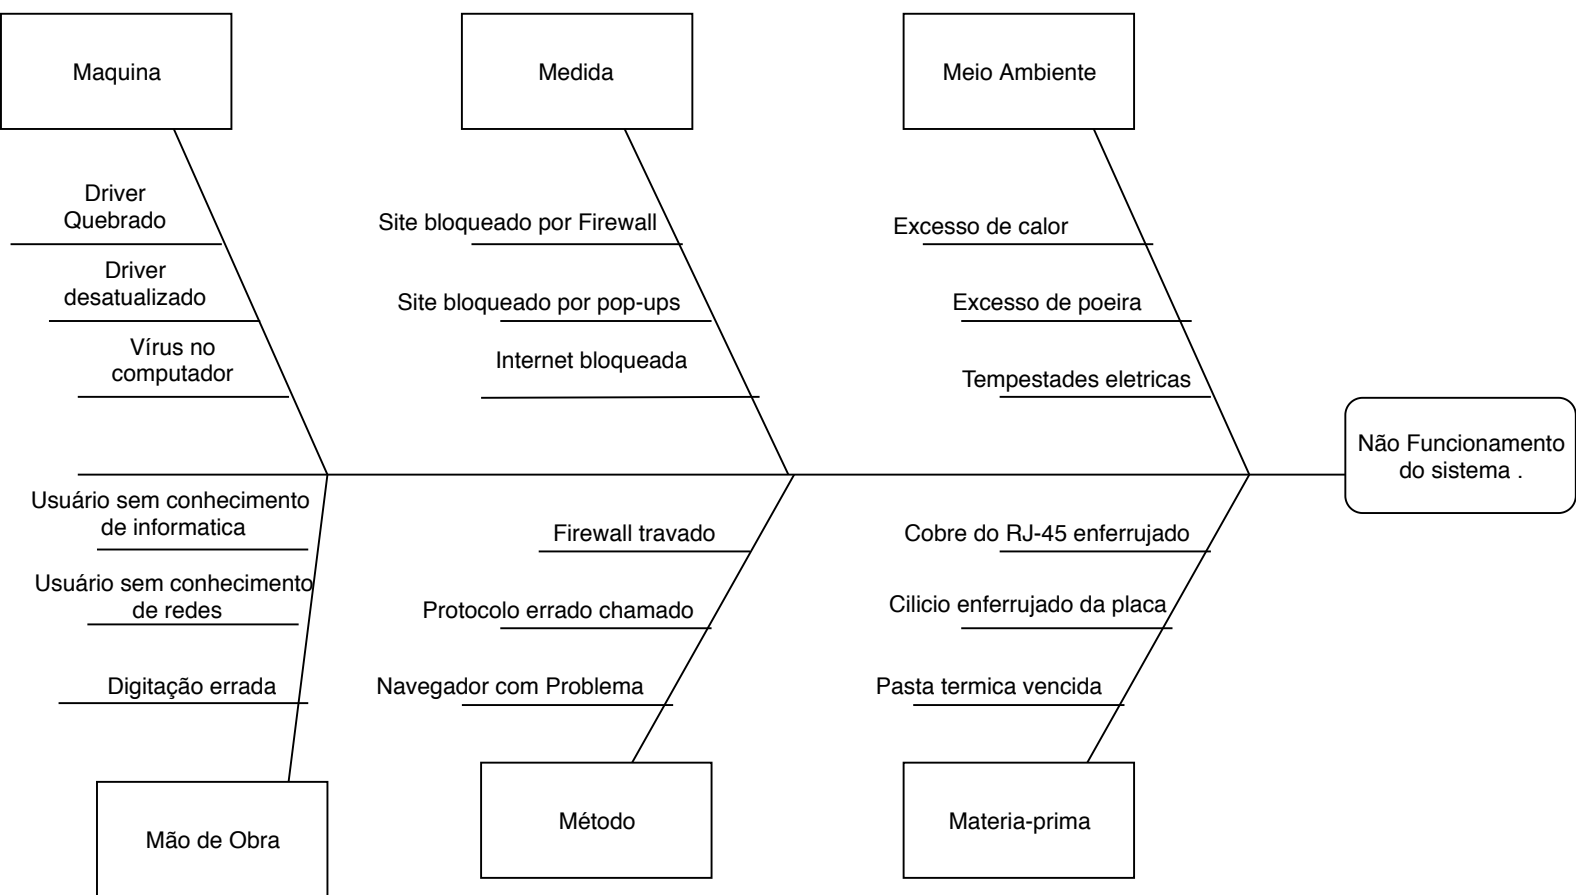 Maquina
Medida
Meio Ambiente
Driver
Quebrado
Driver
desatualizado
Vírus no
computador
Site bloqueado por Firewall
Site bloqueado por pop-ups
Internet bloqueada
Excesso de calor
Excesso de poeira
Tempestades eletricas
Não Funcionamento
do sistema .
Usuário sem conhecimento
de informatica
Usuário sem conhecimento
de redes
Digitação errada
Firewall travado
Protocolo errado chamado
Navegador com Problema
Cobre do RJ-45 enferrujado
Cilicio enferrujado da placa
Pasta termica vencida
Mão de Obra
Método
Materia-prima